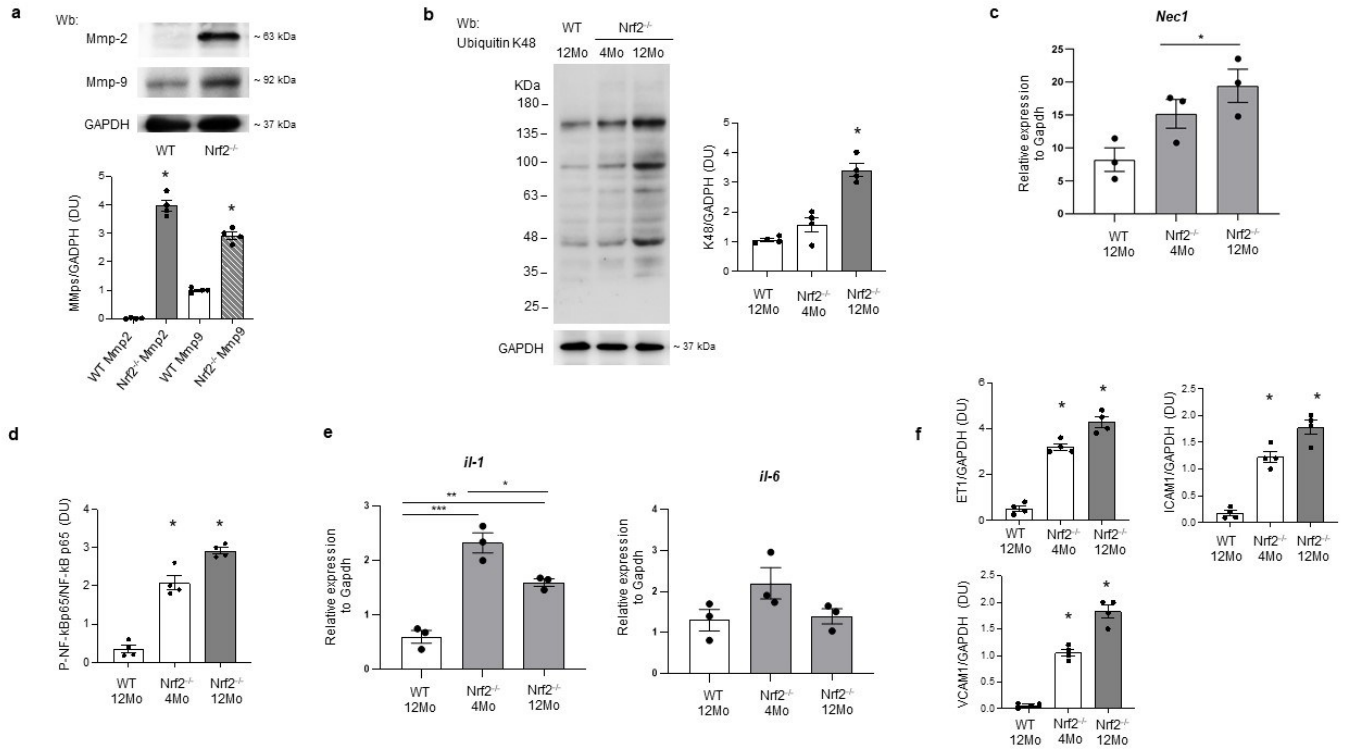 a
Wb:
Mmp-2
~ 63 kDa
Mmp-9
~ 92 kDa
GAPDH
~ 37 kDa
WT Nrf2-/-
MMps/GADPH (DU)
5
4
3
2
1
0
*
*
WT Mmp2
Nrf2-/- Mmp2
WT Mmp9
Nrf2-/- Mmp9
b
Wb:
Ubiquitin K48
WT Nrf2-/-
12Mo 4Mo 12Mo
KDa
180
135
100
63
48
35
25
GAPDH
~ 37 kDa
K48/GADPH (DU)
5
4
3
2
1
0
*
WT
12Mo
Nrf2-/-
4Mo
Nrf2-/-
12Mo
c
Nec1
*
Relative expression
to Gapdh
30
25
20
15
10
5
0
WT
12Mo
Nrf2-/-
4Mo
Nrf2-/-
12Mo
d
P-NF-kBp65/NF-kB p65 (DU)
4
3
2
1
0
*
*
WT
12Mo
Nrf2-/-
4Mo
Nrf2-/-
12Mo
e
il-1
**
*
***
Relative expression
to Gapdh
3
2
1
0
WT
12Mo
Nrf2-/-
4Mo
Nrf2-/-
12Mo
il-6
Relative expression
to Gapdh
4
3
2
1
0
WT
12Mo
Nrf2-/-
4Mo
Nrf2-/-
12Mo
f
ET1/GAPDH (DU)
6
4
2
0
*
*
WT
12Mo
Nrf2-/-
4Mo
Nrf2-/-
12Mo
ICAM1/GAPDH (DU)
2.5
2.0
1.5
1.0
0.5
0.0
*
*
WT
12Mo
Nrf2-/-
4Mo
Nrf2-/-
12Mo
VCAM1/GAPDH (DU)
2.5
2.0
1.5
1.0
0.5
0.0
*
*
WT
12Mo
Nrf2-/-
4Mo
Nrf2-/-
12Mo